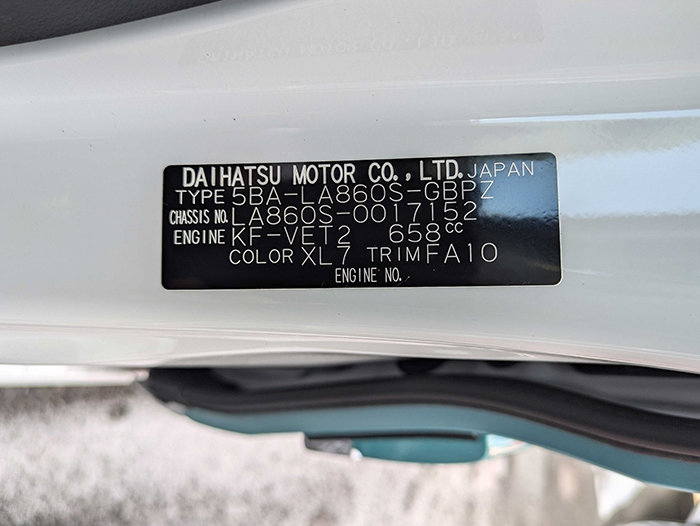 DAIHATSU MOTOR CO., LTD. JAPAN
TYPE 5BA-LA860S-GBPZ
CHASSIS NO. LA860S-0017152
ENGINE KF-VET2 658cc
COLOR XL7 TRIM FA10
ENGINE NO.